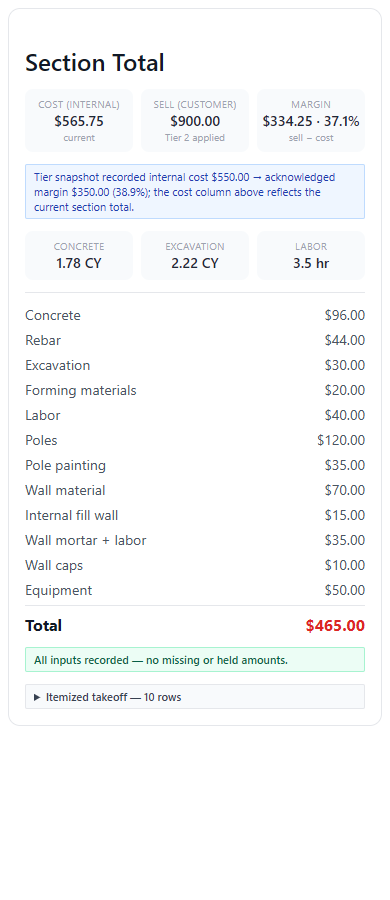 Section Total
COST (INTERNAL)
$565.75
current
SELL (CUSTOMER)
$900.00
Tier 2 applied
MARGIN
$334.25 · 37.1%
sell − cost
Tier snapshot recorded internal cost $550.00 → acknowledged
margin $350.00 (38.9%); the cost column above reflects the
current section total.
CONCRETE
1.78 CY
EXCAVATION
2.22 CY
LABOR
3.5 hr
Concrete $96.00
Rebar $44.00
Excavation $30.00
Forming materials $20.00
Labor $40.00
Poles $120.00
Pole painting $35.00
Wall material $70.00
Internal fill wall $15.00
Wall mortar + labor $35.00
Wall caps $10.00
Equipment $50.00
Total $465.00
All inputs recorded — no missing or held amounts.
▶ Itemized takeoff — 10 rows